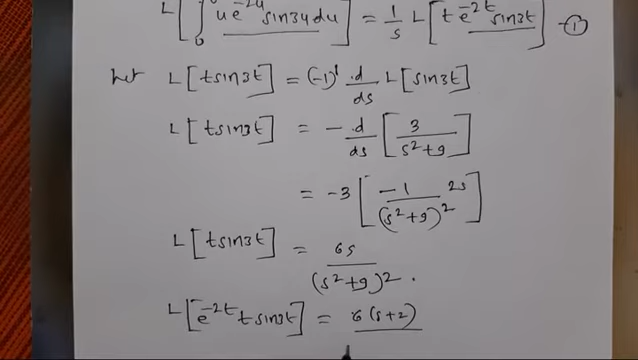 L[∫₀ u e^-2u sin3u du] = 1/s L[t e^-2t sin3t] —①
Let L[t sin3t] = (-1)¹ d/ds L[sin3t]
L[t sin3t] = - d/ds [3/(s²+9)]
= -3[-1/(s²+9)² 2s]
L[t sin3t] = 6s/(s²+9)².
L[e^-2t t sin3t] = 6(s+2)